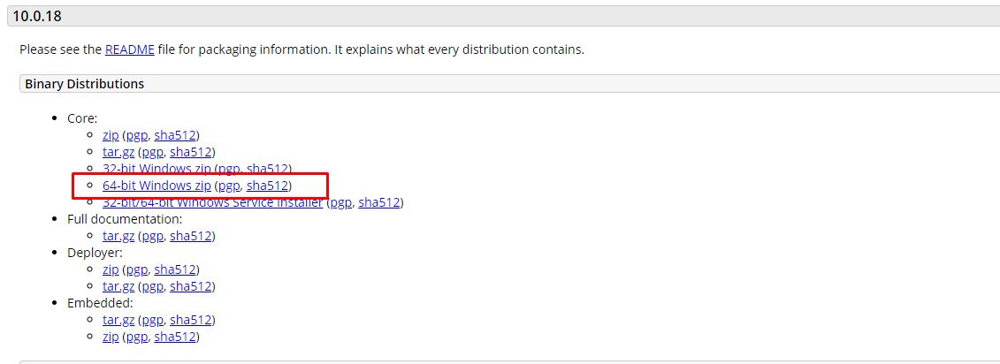 10.0.18
Please see the README file for packaging information. It explains what every distribution contains.
Binary Distributions
Core:
zip (pgp, sha512)
tar.gz (pgp, sha512)
32-bit Windows zip (pgp, sha512)
64-bit Windows zip (pgp, sha512)
32-bit/64-bit Windows Service Installer (pgp, sha512)
Full documentation:
tar.gz (pgp, sha512)
Deployer:
zip (pgp, sha512)
tar.gz (pgp, sha512)
Embedded:
tar.gz (pgp, sha512)
zip (pgp, sha512)